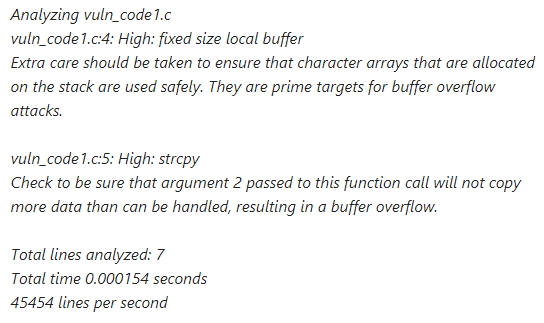 Analyzing vuln_code1.c
vuln_code1.c:4: High: fixed size local buffer
Extra care should be taken to ensure that character arrays that are allocated
on the stack are used safely. They are prime targets for buffer overflow
attacks.

vuln_code1.c:5: High: strcpy
Check to be sure that argument 2 passed to this function call will not copy
more data than can be handled, resulting in a buffer overflow.

Total lines analyzed: 7
Total time 0.000154 seconds
45454 lines per second